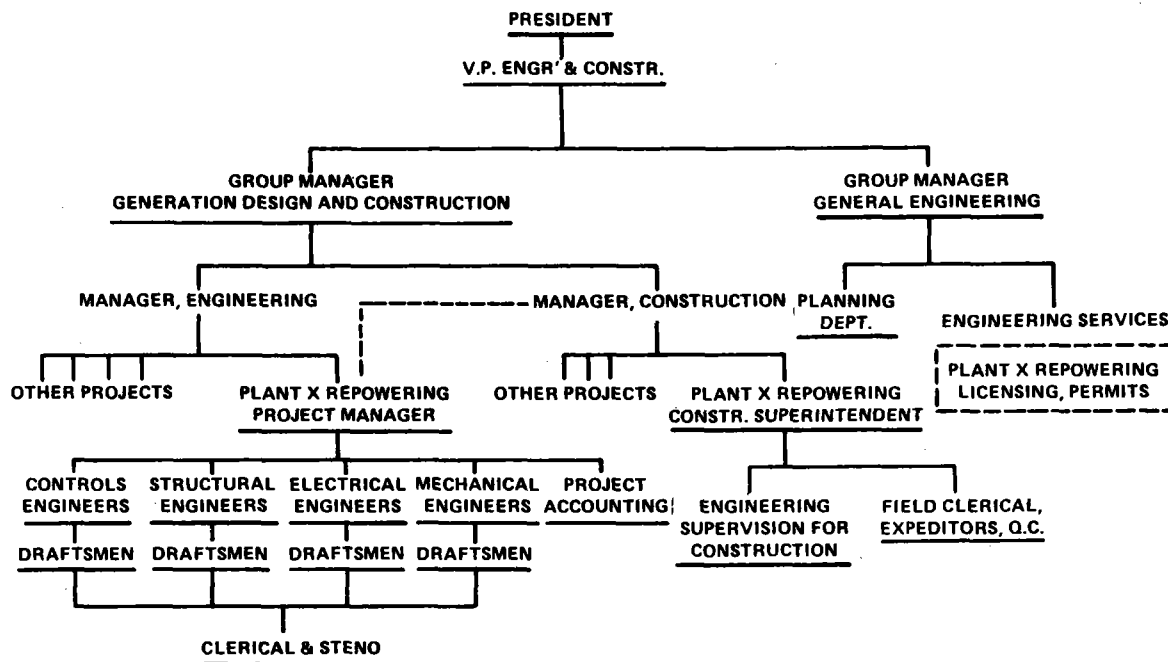 PRESIDENT
V.P. ENGR' & CONSTR.
GROUP MANAGER
GENERATION DESIGN AND CONSTRUCTION
GROUP MANAGER
GENERAL ENGINEERING
MANAGER, ENGINEERING
MANAGER, CONSTRUCTION
PLANNING
DEPT.
ENGINEERING SERVICES
OTHER PROJECTS
PLANT X REPOWERING
PROJECT MANAGER
OTHER PROJECTS
PLANT X REPOWERING
CONSTR. SUPERINTENDENT
PLANT X REPOWERING
LICENSING, PERMITS
CONTROLS
ENGINEERS
STRUCTURAL
ENGINEERS
ELECTRICAL
ENGINEERS
MECHANICAL
ENGINEERS
PROJECT
ACCOUNTING
ENGINEERING
SUPERVISION FOR
CONSTRUCTION
FIELD CLERICAL,
EXPEDITORS, Q.C.
DRAFTSMEN
DRAFTSMEN
DRAFTSMEN
DRAFTSMEN
CLERICAL & STENO